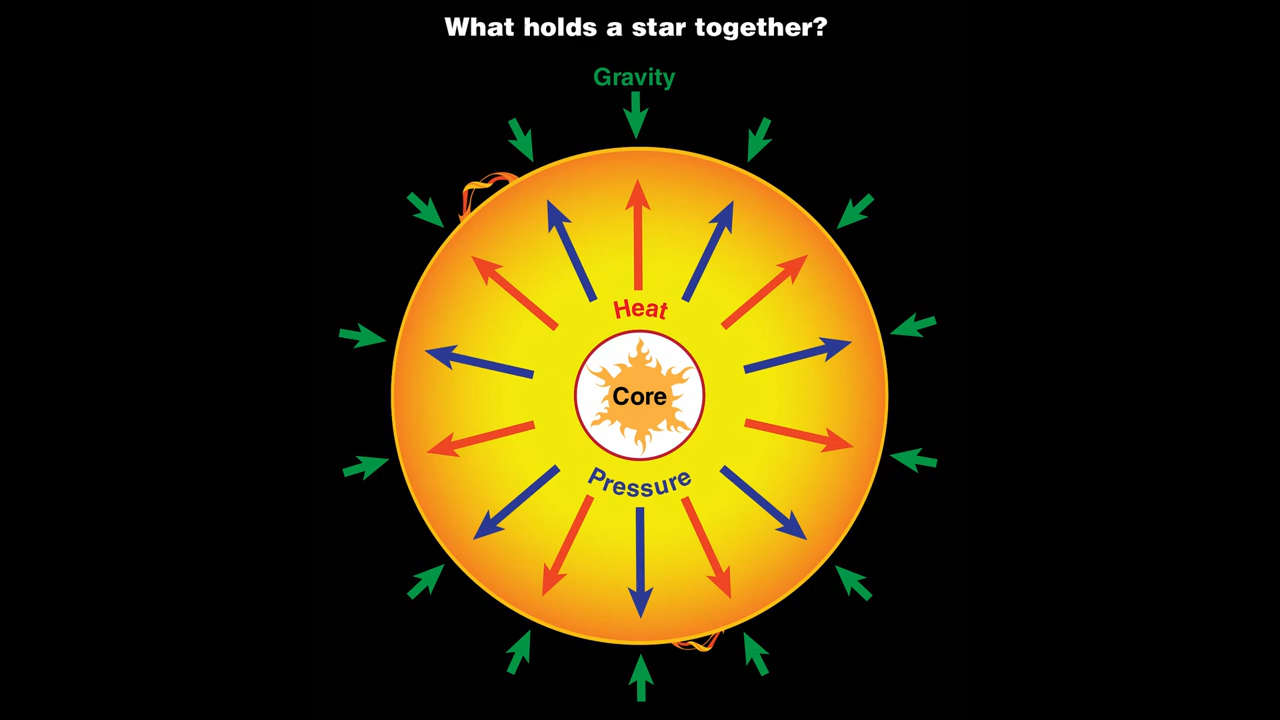 What holds a star together?
Gravity
Heat
Core
Pressure